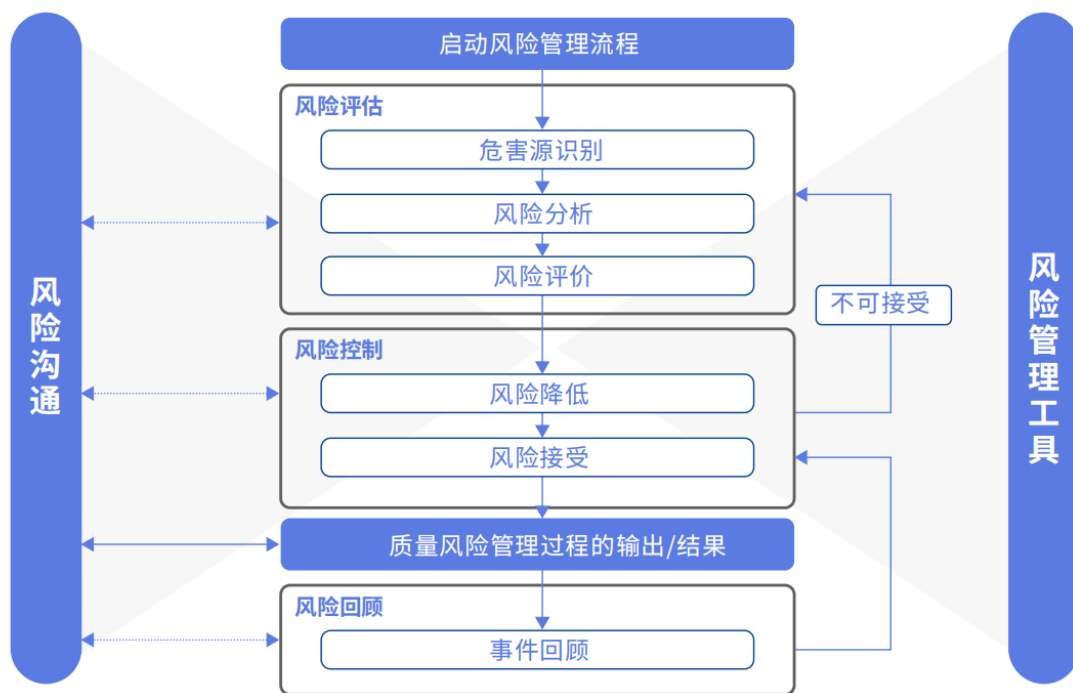 启动风险管理流程
风险评估
危害源识别
风险分析
风险评价
不可接受
风险沟通
风险管理工具
风险控制
风险降低
风险接受
质量风险管理过程的输出/结果
风险回顾
事件回顾